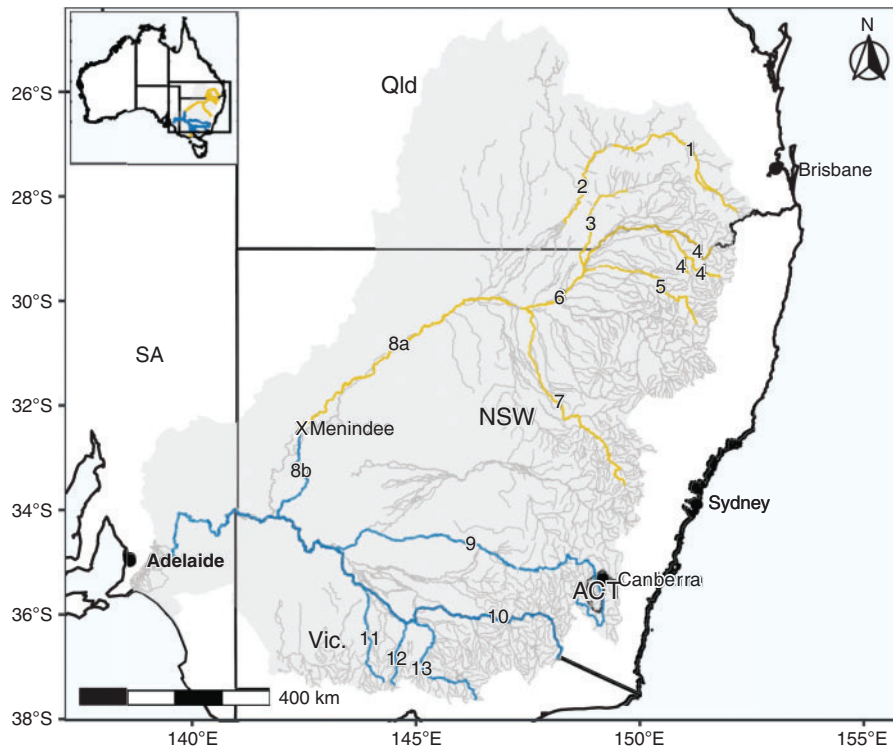 N
26°S
Qld
1
Brisbane
28°S
2
3
4
4
4
30°S
5
6
8a
SA
32°S
7
NSW
XMenindee
8b
34°S
Sydney
9
Adelaide
Canberra
ACT
36°S
10
Vic.
11
12
13
400 km
38°S
140°E
145°E
150°E
155°E